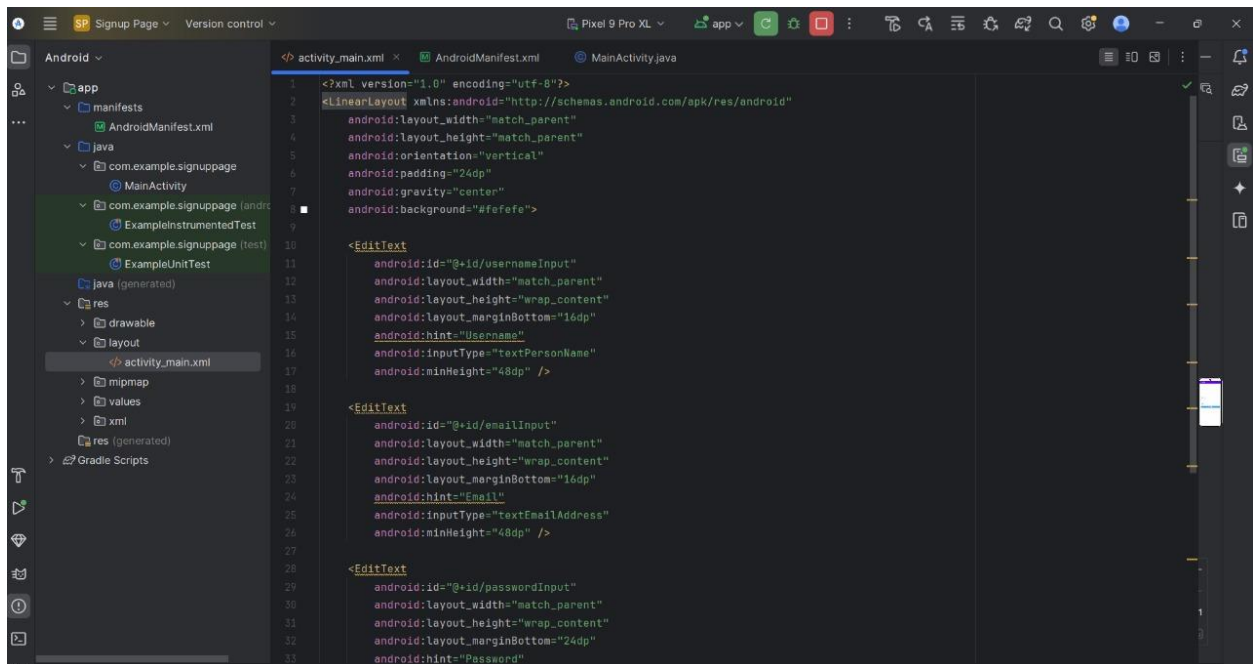 SP Signup Page Version control Pixel 9 Pro XL app
Android
app
manifests
AndroidManifest.xml
java
com.example.signuppage
MainActivity
com.example.signuppage (andro
ExampleInstrumentedTest
com.example.signuppage (test)
ExampleUnitTest
java (generated)
res
drawable
layout
activity_main.xml
mipmap
values
xml
res (generated)
Gradle Scripts
activity_main.xml AndroidManifest.xml MainActivity.java
1 <?xml version="1.0" encoding="utf-8"?>
2 <LinearLayout xmlns:android="http://schemas.android.com/apk/res/android"
3 android:layout_width="match_parent"
4 android:layout_height="match_parent"
5 android:orientation="vertical"
6 android:padding="24dp"
7 android:gravity="center"
8 android:background="#fefefe">
9
10 <EditText
11 android:id="@+id/usernameInput"
12 android:layout_width="match_parent"
13 android:layout_height="wrap_content"
14 android:layout_marginBottom="16dp"
15 android:hint="Username"
16 android:inputType="textPersonName"
17 android:minHeight="48dp" />
18
19 <EditText
20 android:id="@+id/emailInput"
21 android:layout_width="match_parent"
22 android:layout_height="wrap_content"
23 android:layout_marginBottom="16dp"
24 android:hint="Email"
25 android:inputType="textEmailAddress"
26 android:minHeight="48dp" />
27
28 <EditText
29 android:id="@+id/passwordInput"
30 android:layout_width="match_parent"
31 android:layout_height="wrap_content"
32 android:layout_marginBottom="24dp"
33 android:hint="Password"